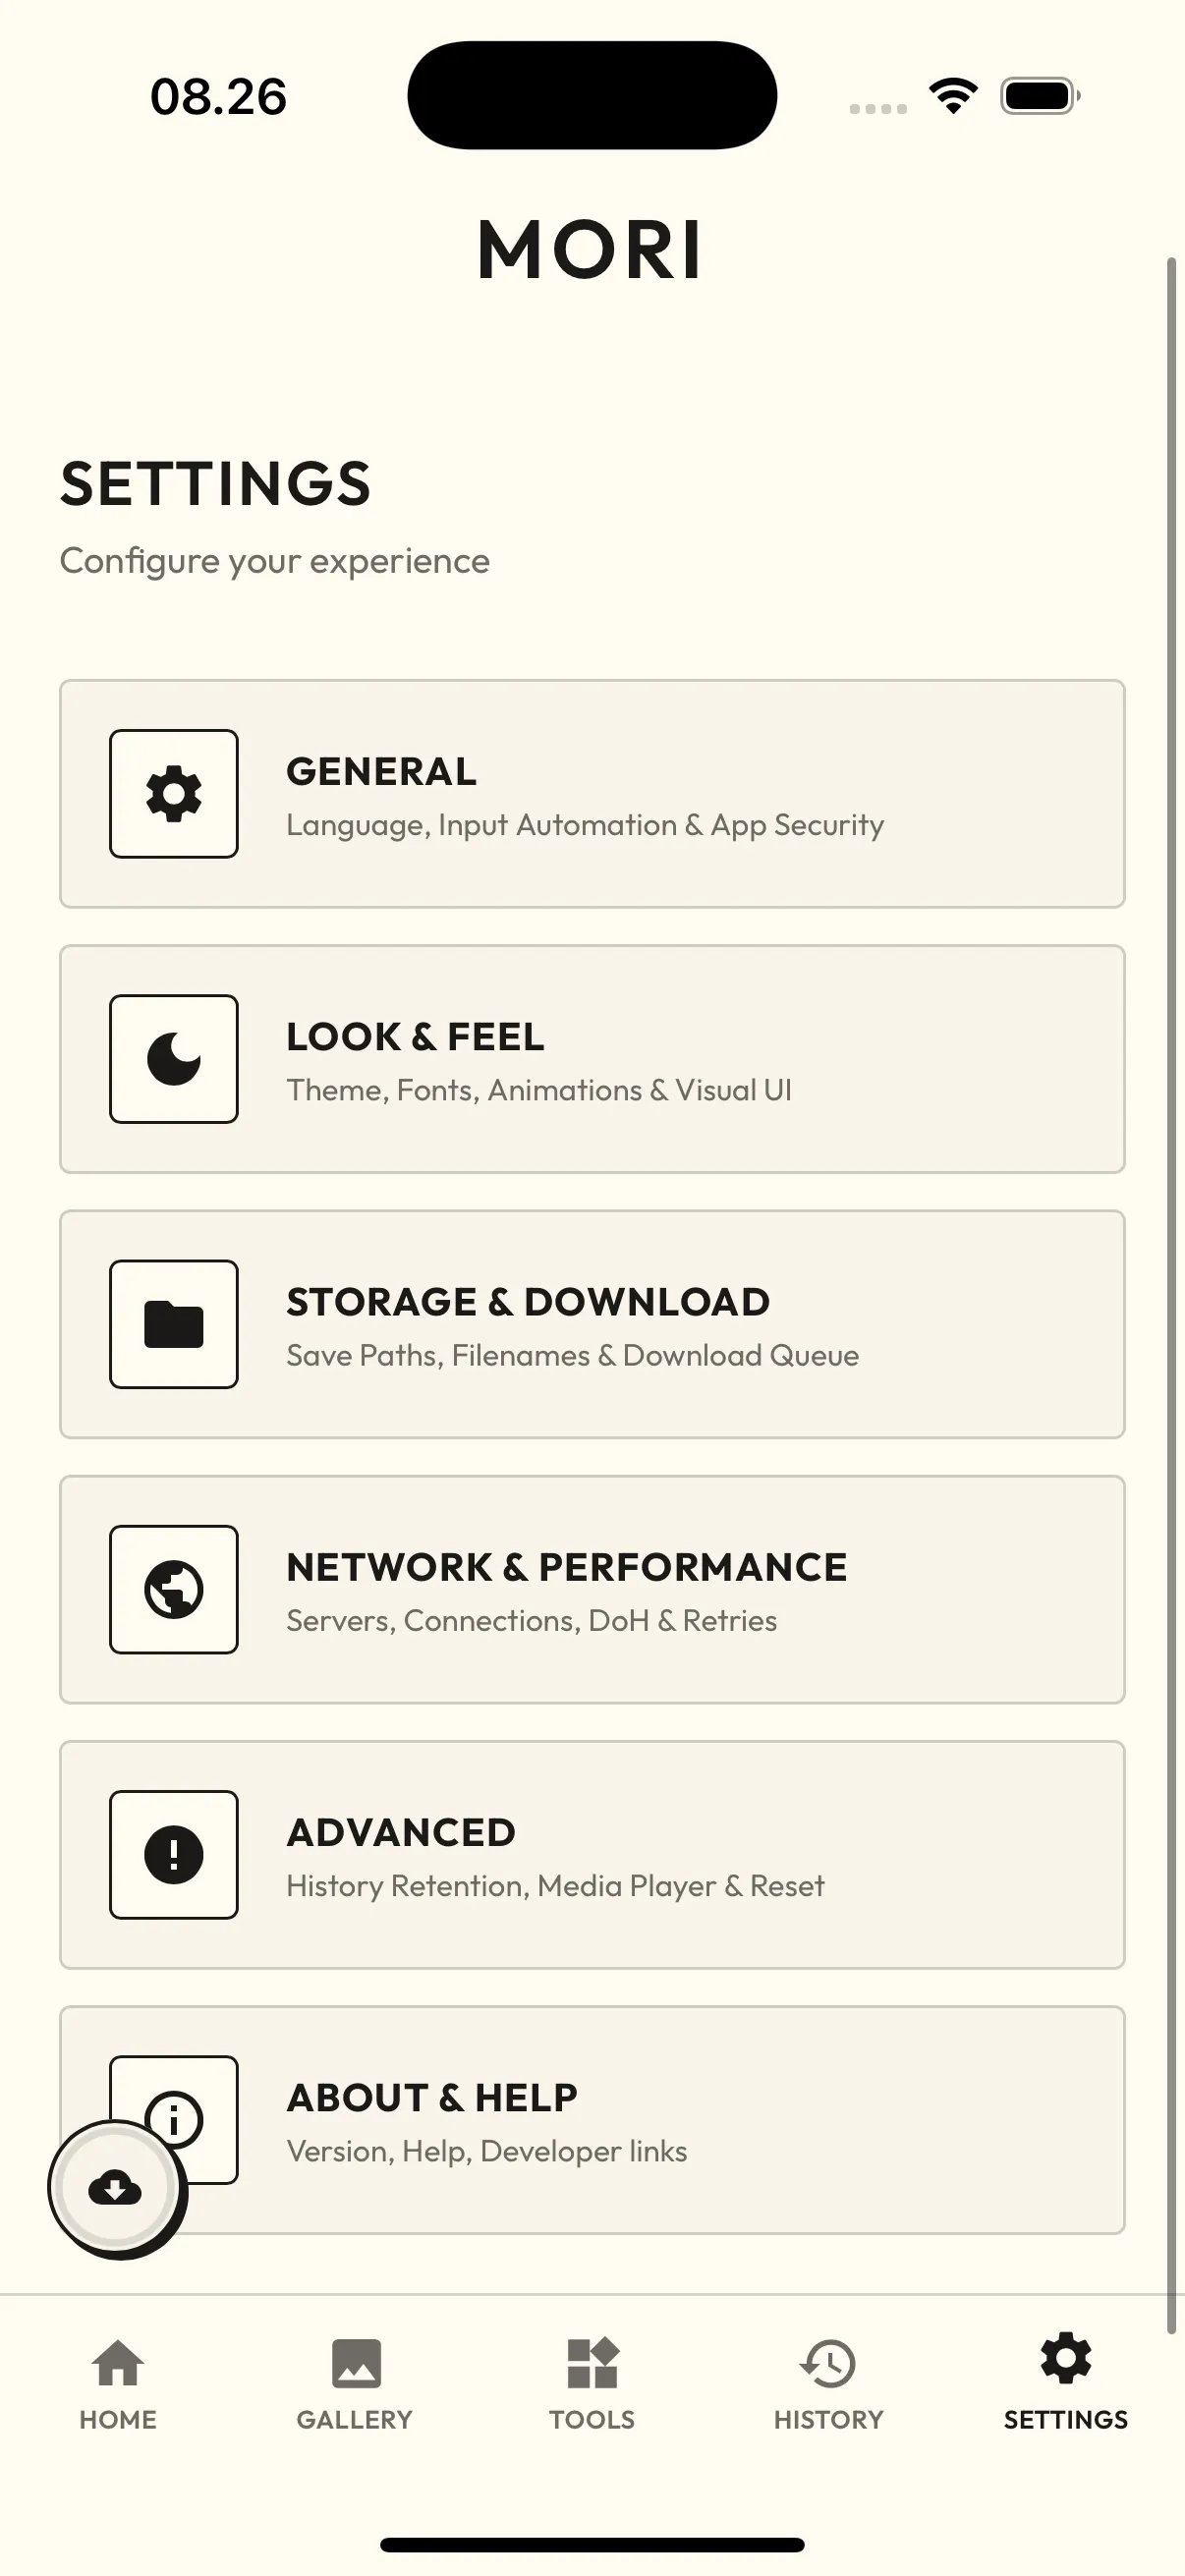 08.26
MORI
SETTINGS
Configure your experience
GENERAL
Language, Input Automation & App Security
LOOK & FEEL
Theme, Fonts, Animations & Visual UI
STORAGE & DOWNLOAD
Save Paths, Filenames & Download Queue
NETWORK & PERFORMANCE
Servers, Connections, DoH & Retries
ADVANCED
History Retention, Media Player & Reset
ABOUT & HELP
Version, Help, Developer links
HOME
GALLERY
TOOLS
HISTORY
SETTINGS